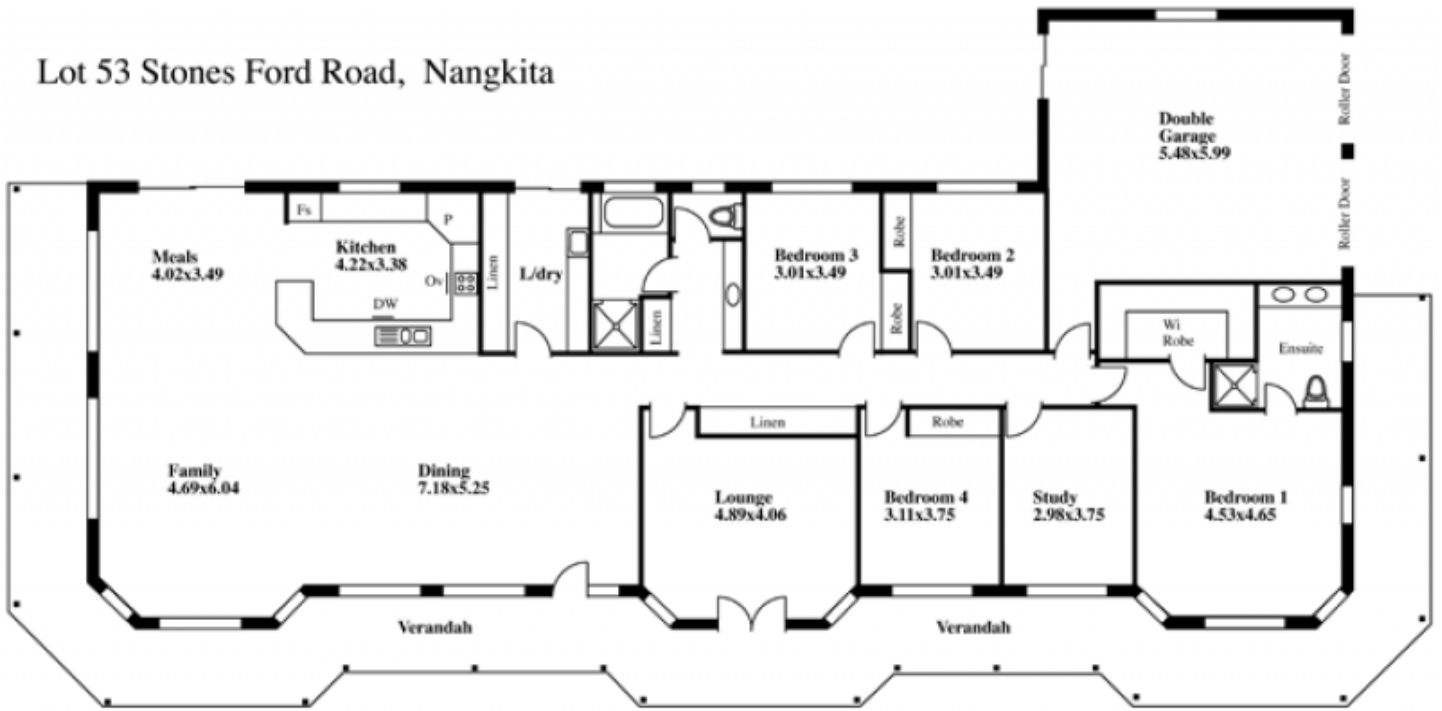 Lot 53 Stones Ford Road, Nangkita
Roller Door
Double
Garage
5.48x5.99
Roller Door
Fs
P
Meals
4.02x3.49
Kitchen
4.22x3.38
Ov
DW
Linen
L/dry
Linen
Bedroom 3
3.01x3.49
Robe
Robe
Bedroom 2
3.01x3.49
Wi
Robe
Ensuite
Family
4.69x6.04
Dining
7.18x5.25
Linen
Lounge
4.89x4.06
Robe
Bedroom 4
3.11x3.75
Study
2.98x3.75
Bedroom 1
4.53x4.65
Verandah
Verandah